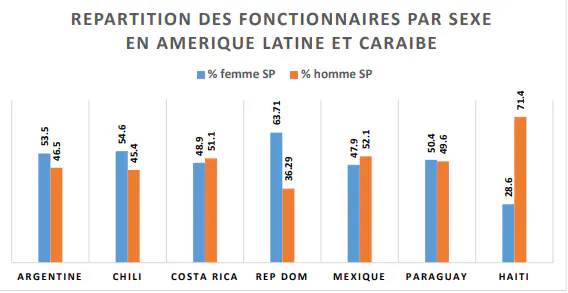 REPARTITION DES FONCTIONNAIRES PAR SEXE
EN AMERIQUE LATINE ET CARAIBE
% femme SP % homme SP
53.5 46.5 54.6 45.4 48.9 51.1 63.71 36.29 47.9 52.1 50.4 49.6 28.6 71.4
ARGENTINE CHILI COSTA RICA REP DOM MEXIQUE PARAGUAY HAITI